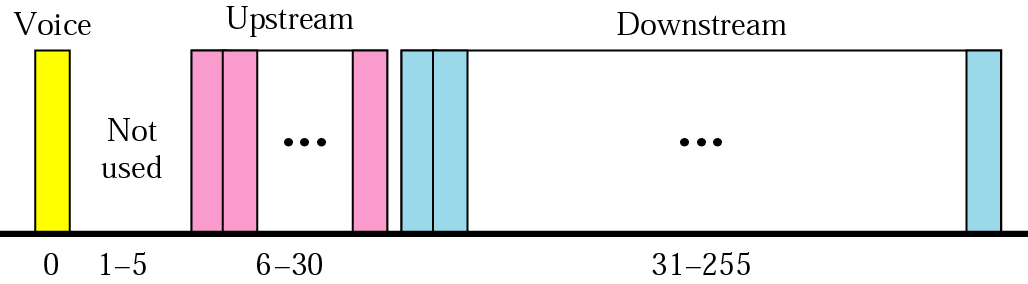 Voice
Upstream
Downstream
Not
used
...
...
0
1–5
6–30
31–255